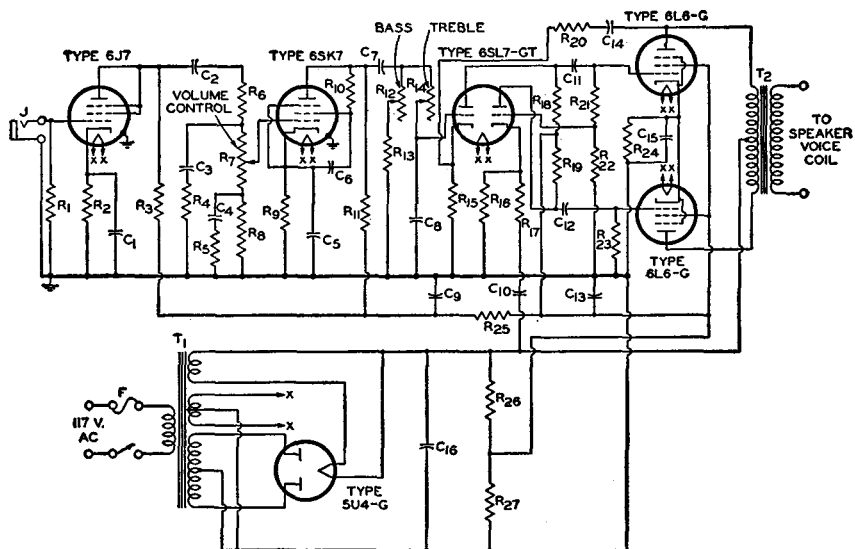 TYPE 6L6-G
BASS TREBLE
TYPE 6J7
TYPE 6SK7
TYPE 6SL7-GT
R20
C14
C7
C2
C11
T2
J
VOLUME
CONTROL
R6
R10
R12
R14
R18
R21
C3
R7
C6
R13
R19
R22
C15
R24
TO
SPEAKER
VOICE
COIL
X X
X X
X X
X X
X X
R1
R2
R3
R4
C4
R5
R8
R9
R11
C8
R15
R16
R17
C12
R23
C1
C5
TYPE
6L6-G
C9
C10
C13
R25
T1
F
X
X
117 V.
AC
R26
C16
TYPE
5U4-G
R27